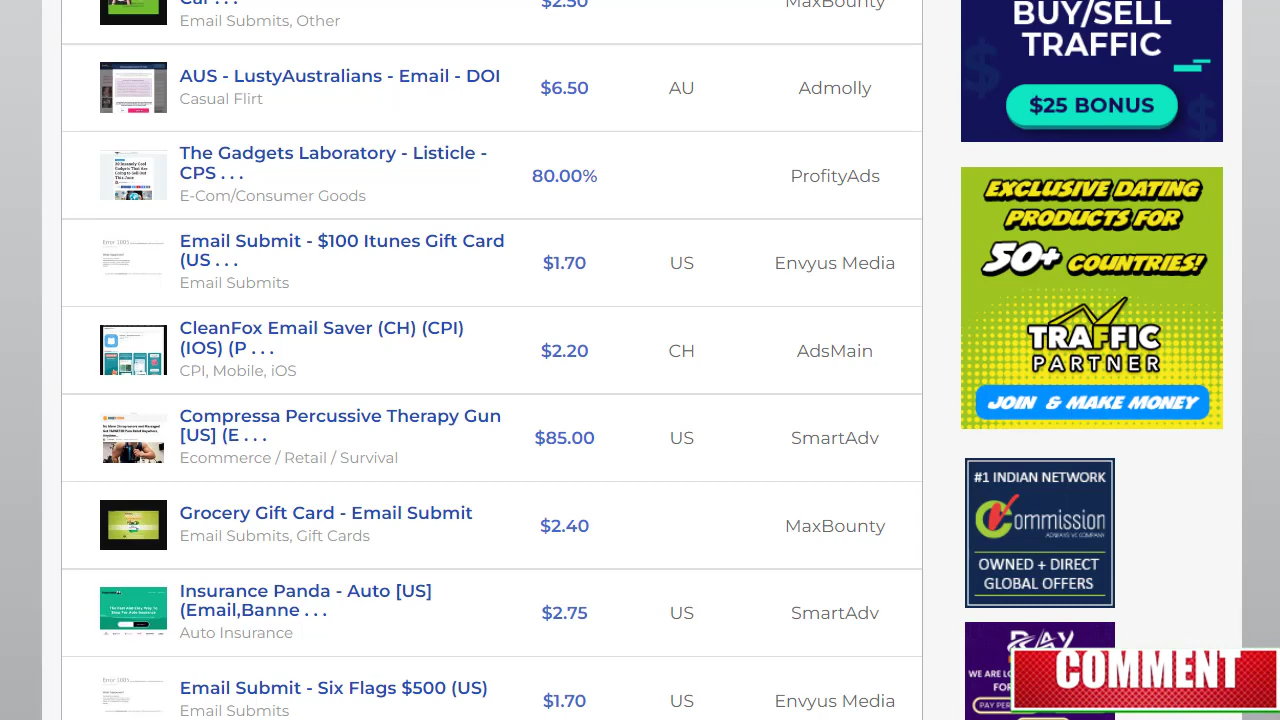 Car . . .
$2.50
MaxBounty
Email Submits, Other
AUS - LustyAustralians - Email - DOI
Casual Flirt
$6.50
AU
Admolly
The Gadgets Laboratory - Listicle -
CPS . . .
E-Com/Consumer Goods
80.00%
ProfityAds
Email Submit - $100 Itunes Gift Card
(US . . .
Email Submits
$1.70
US
Envyus Media
CleanFox Email Saver (CH) (CPI)
(IOS) (P . . .
CPI, Mobile, iOS
$2.20
CH
AdsMain
Compressa Percussive Therapy Gun
[US] (E . . .
Ecommerce / Retail / Survival
$85.00
US
SmartAdv
Grocery Gift Card - Email Submit
Email Submits, Gift Cards
$2.40
MaxBounty
Insurance Panda - Auto [US]
(Email,Banne . . .
Auto Insurance
$2.75
US
SmartAdv
Email Submit - Six Flags $500 (US)
Email Submits
$1.70
US
Envyus Media
BUY/SELL
TRAFFIC
$25 BONUS
EXCLUSIVE DATING
PRODUCTS FOR
50+ COUNTRIES!
TRAFFIC
PARTNER
JOIN & MAKE MONEY
#1 INDIAN NETWORK
vCommission
OWNED + DIRECT
GLOBAL OFFERS
COMMENT